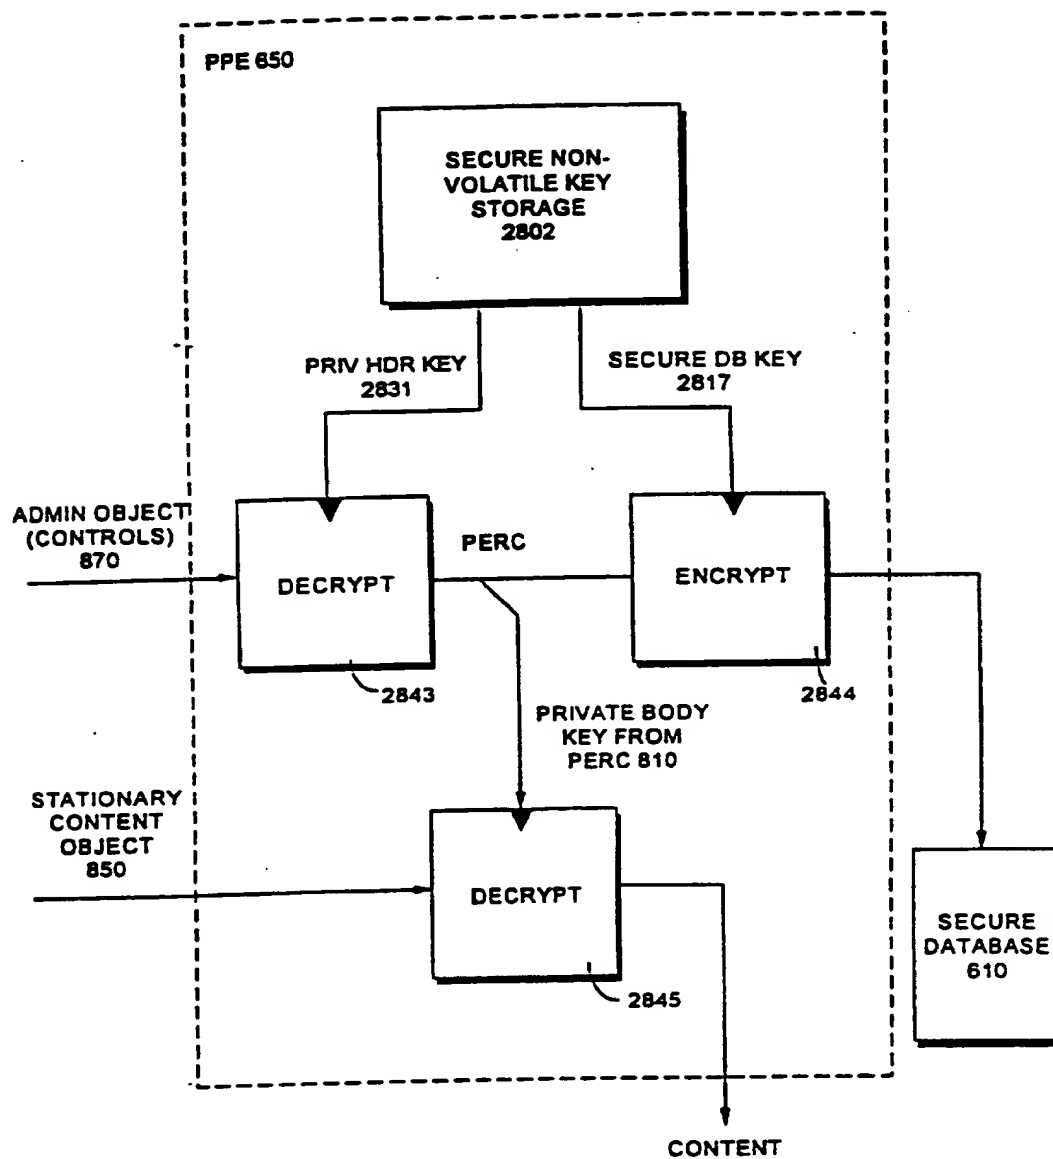 PPE 650
SECURE NON-
VOLATILE KEY
STORAGE
2802
PRIV HDR KEY
2831
SECURE DB KEY
2817
ADMIN OBJECT
(CONTROLS)
870
DECRYPT
PERC
ENCRYPT
2843
2844
PRIVATE BODY
KEY FROM
PERC 810
STATIONARY
CONTENT
OBJECT
850
DECRYPT
2845
SECURE
DATABASE
610
CONTENT